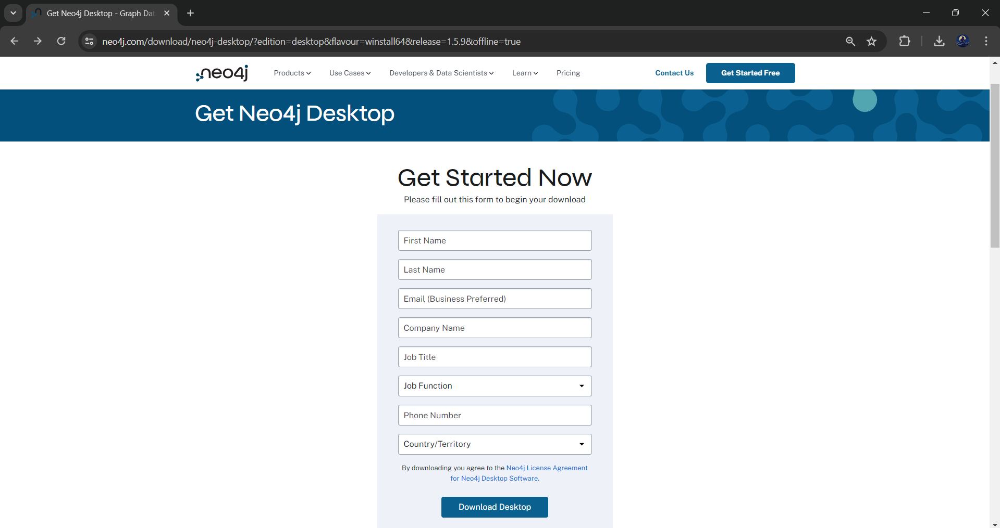 Get Neo4j Desktop - Graph Dat
neo4j.com/download/neo4j-desktop/?edition=desktop&flavour=winstall64&release=1.5.9&offline=true
neo4j
Products
Use Cases
Developers & Data Scientists
Learn
Pricing
Contact Us
Get Started Free
Get Neo4j Desktop
Get Started Now
Please fill out this form to begin your download
First Name
Last Name
Email (Business Preferred)
Company Name
Job Title
Job Function
Phone Number
Country/Territory
By downloading you agree to the Neo4j License Agreement
for Neo4j Desktop Software.
Download Desktop